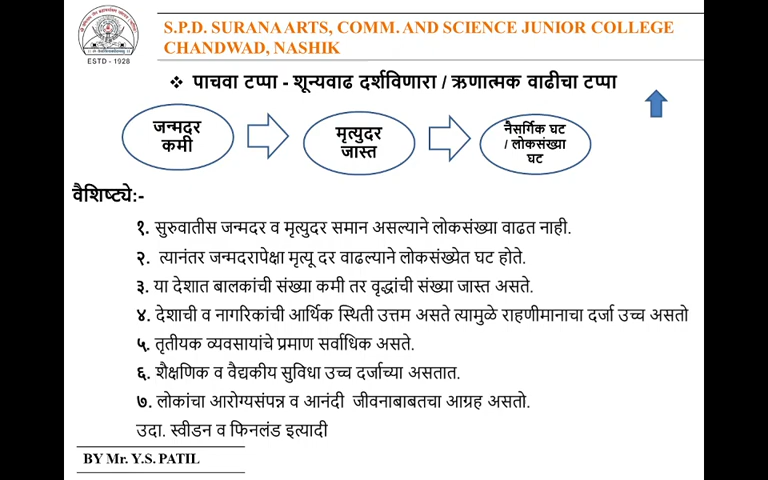 S.P.D. SURANA ARTS, COMM. AND SCIENCE JUNIOR COLLEGE
CHANDWAD, NASHIK
ESTD - 1928
❖ पाचवा टप्पा - शून्यवाढ दर्शविणारा / ऋणात्मक वाढीचा टप्पा
जन्मदर
कमी
मृत्युदर
जास्त
नैसर्गिक घट
/ लोकसंख्या
घट
वैशिष्ट्ये:-
१. सुरुवातीस जन्मदर व मृत्युदर समान असल्याने लोकसंख्या वाढत नाही.
२. त्यानंतर जन्मदरापेक्षा मृत्यू दर वाढल्याने लोकसंख्येत घट होते.
३. या देशात बालकांची संख्या कमी तर वृद्धांची संख्या जास्त असते.
४. देशाची व नागरिकांची आर्थिक स्थिती उत्तम असते त्यामुळे राहणीमानाचा दर्जा उच्च असतो
५. तृतीयक व्यवसायांचे प्रमाण सर्वाधिक असते.
६. शैक्षणिक व वैद्यकीय सुविधा उच्च दर्जाच्या असतात.
७. लोकांचा आरोग्यसंपन्न व आनंदी जीवनाबाबतचा आग्रह असतो.
उदा. स्वीडन व फिनलंड इत्यादी
BY Mr. Y.S. PATIL